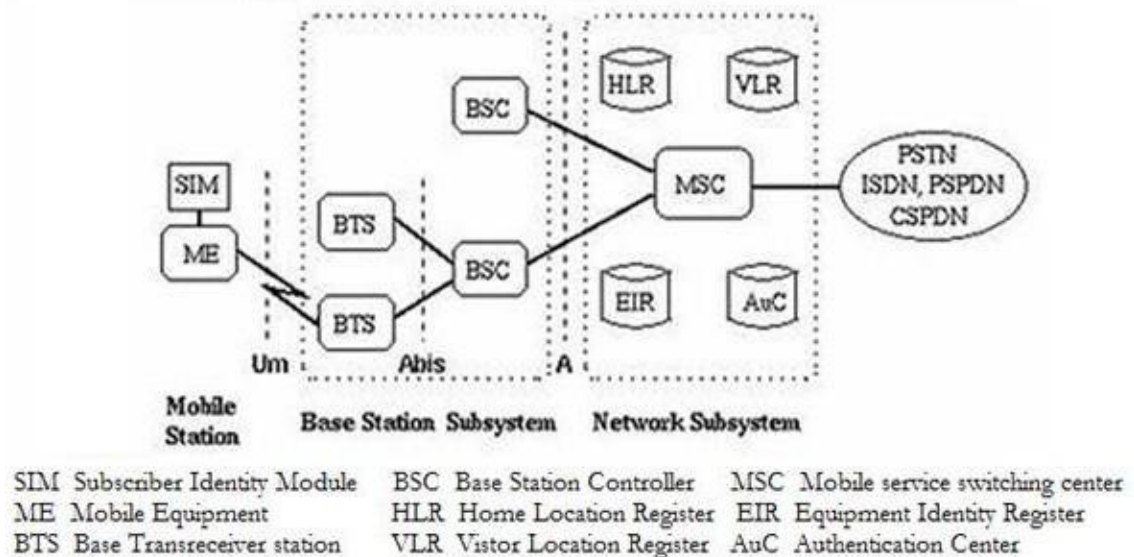 HLR VLR
BSC
PSTN
ISDN, PSPDN
CSPDN
MSC
SIM
ME
BTS
BSC
BTS
EIR AuC
Um Abis A
Mobile
Station
Base Station Subsystem Network Subsystem
SIM Subscriber Identity Module BSC Base Station Controller MSC Mobile service switching center
ME Mobile Equipment HLR Home Location Register EIR Equipment Identity Register
BTS Base Transreceiver station VLR Vistor Location Register AuC Authentication Center